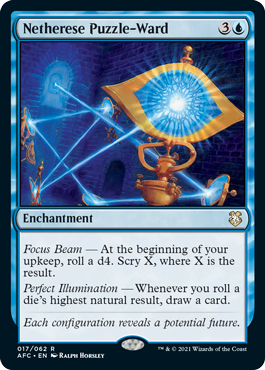 Netherese Puzzle-Ward 3
Enchantment
Focus Beam — At the beginning of your
upkeep, roll a d4. Scry X, where X is the
result.
Perfect Illumination — Whenever you roll a
die's highest natural result, draw a card.
Each configuration reveals a potential future.
017/062 R
AFC • EN RALPH HORSLEY
™ & © 2021 Wizards of the Coast